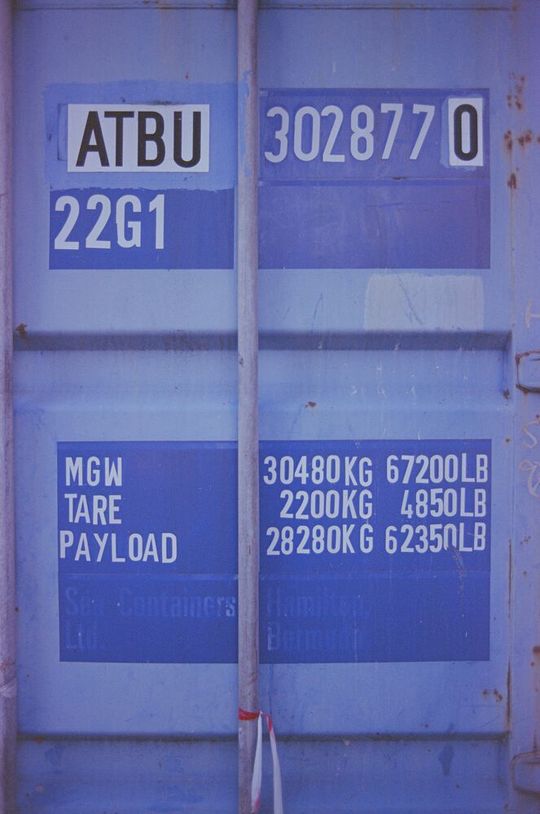 ATBU 302877 0
22G1
MGW 30480KG 67200LB
TARE 2200KG 4850LB
PAYLOAD 28280KG 62350LB
Sea Containers Hamilton,
Ltd. Bermuda